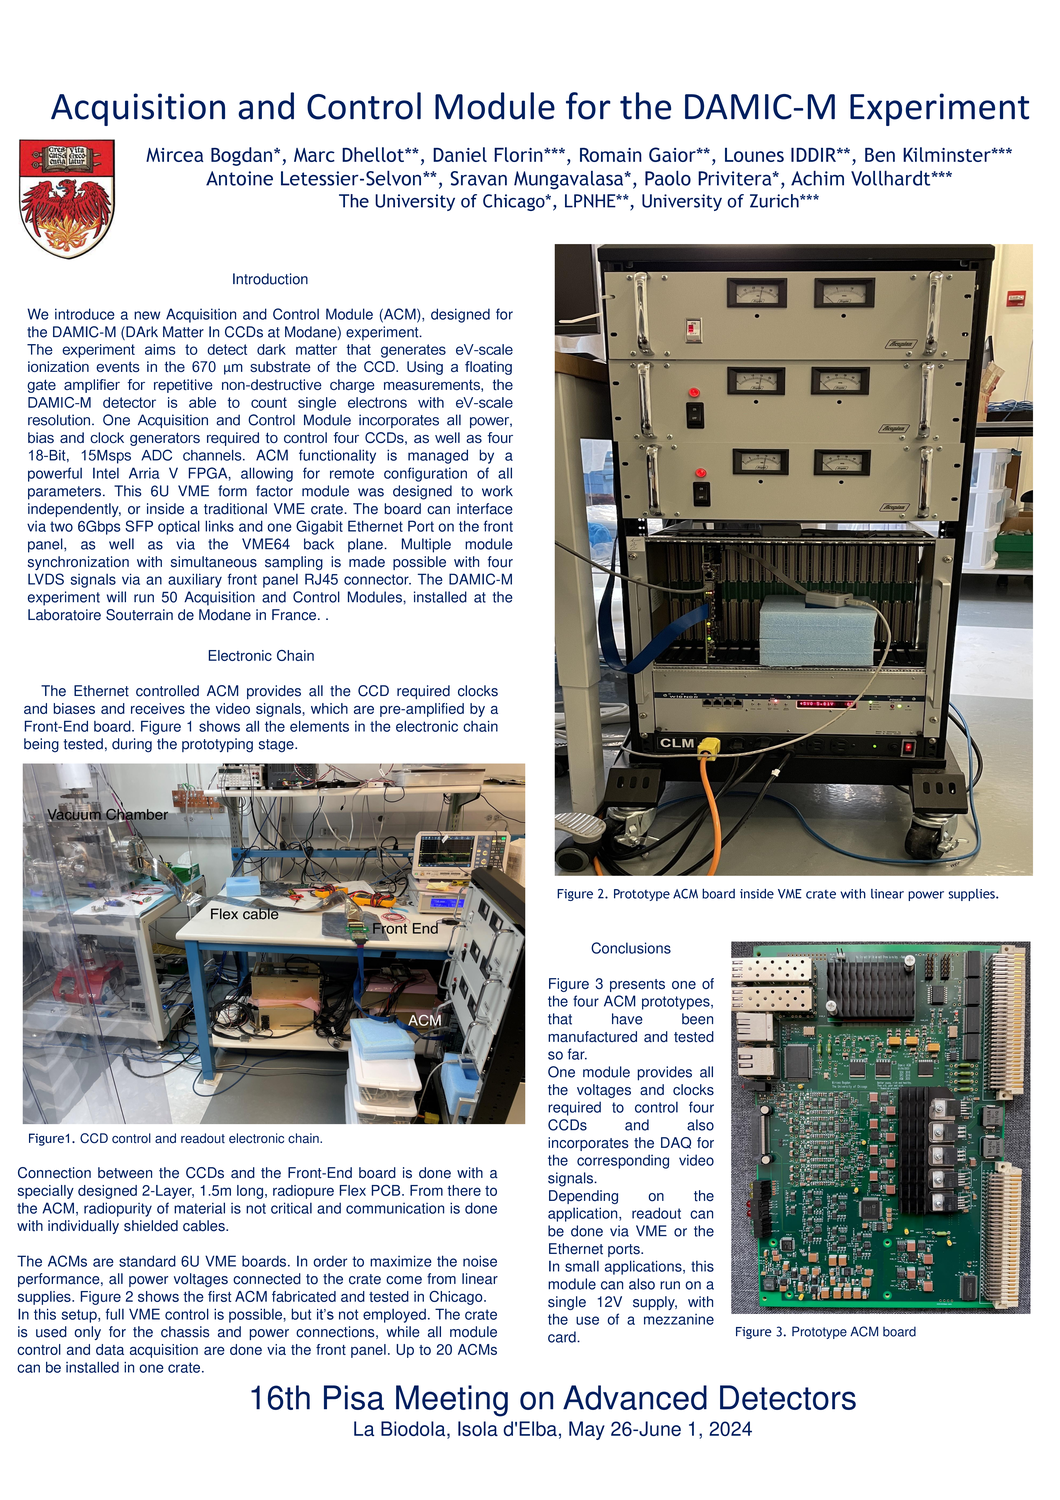 Acquisition and Control Module for the DAMIC-M Experiment
Mircea Bogdan*, Marc Dhellot**, Daniel Florin***, Romain Gaior**, Lounes IDDIR**, Ben Kilminster***
Antoine Letessier-Selvon**, Sravan Mungavalasa*, Paolo Privitera*, Achim Vollhardt***
The University of Chicago*, LPNHE**, University of Zurich***
Introduction
We introduce a new Acquisition and Control Module (ACM), designed for
the DAMIC-M (DArk Matter In CCDs at Modane) experiment.
The experiment aims to detect dark matter that generates eV-scale
ionization events in the 670 μm substrate of the CCD. Using a floating
gate amplifier for repetitive non-destructive charge measurements, the
DAMIC-M detector is able to count single electrons with eV-scale
resolution. One Acquisition and Control Module incorporates all power,
bias and clock generators required to control four CCDs, as well as four
18-Bit, 15Msps ADC channels. ACM functionality is managed by a
powerful Intel Arria V FPGA, allowing for remote configuration of all
parameters. This 6U VME form factor module was designed to work
independently, or inside a traditional VME crate. The board can interface
via two 6Gbps SFP optical links and one Gigabit Ethernet Port on the front
panel, as well as via the VME64 back plane. Multiple module
synchronization with simultaneous sampling is made possible with four
LVDS signals via an auxiliary front panel RJ45 connector. The DAMIC-M
experiment will run 50 Acquisition and Control Modules, installed at the
Laboratoire Souterrain de Modane in France. .
Electronic Chain
The Ethernet controlled ACM provides all the CCD required clocks
and biases and receives the video signals, which are pre-amplified by a
Front-End board. Figure 1 shows all the elements in the electronic chain
being tested, during the prototyping stage.
Vacuum Chamber
Flex cable
Front End
ACM
Figure1. CCD control and readout electronic chain.
Connection between the CCDs and the Front-End board is done with a
specially designed 2-Layer, 1.5m long, radiopure Flex PCB. From there to
the ACM, radiopurity of material is not critical and communication is done
with individually shielded cables.
The ACMs are standard 6U VME boards. In order to maximize the noise
performance, all power voltages connected to the crate come from linear
supplies. Figure 2 shows the first ACM fabricated and tested in Chicago.
In this setup, full VME control is possible, but it's not employed. The crate
is used only for the chassis and power connections, while all module
control and data acquisition are done via the front panel. Up to 20 ACMs
can be installed in one crate.
CLM
Figure 2. Prototype ACM board inside VME crate with linear power supplies.
Conclusions
Figure 3 presents one of
the four ACM prototypes,
that have been
manufactured and tested
so far.
One module provides all
the voltages and clocks
required to control four
CCDs and also
incorporates the DAQ for
the corresponding video
signals.
Depending on the
application, readout can
be done via VME or the
Ethernet ports.
In small applications, this
module can also run on a
single 12V supply, with
the use of a mezzanine
card.
Figure 3. Prototype ACM board
16th Pisa Meeting on Advanced Detectors
La Biodola, Isola d'Elba, May 26-June 1, 2024